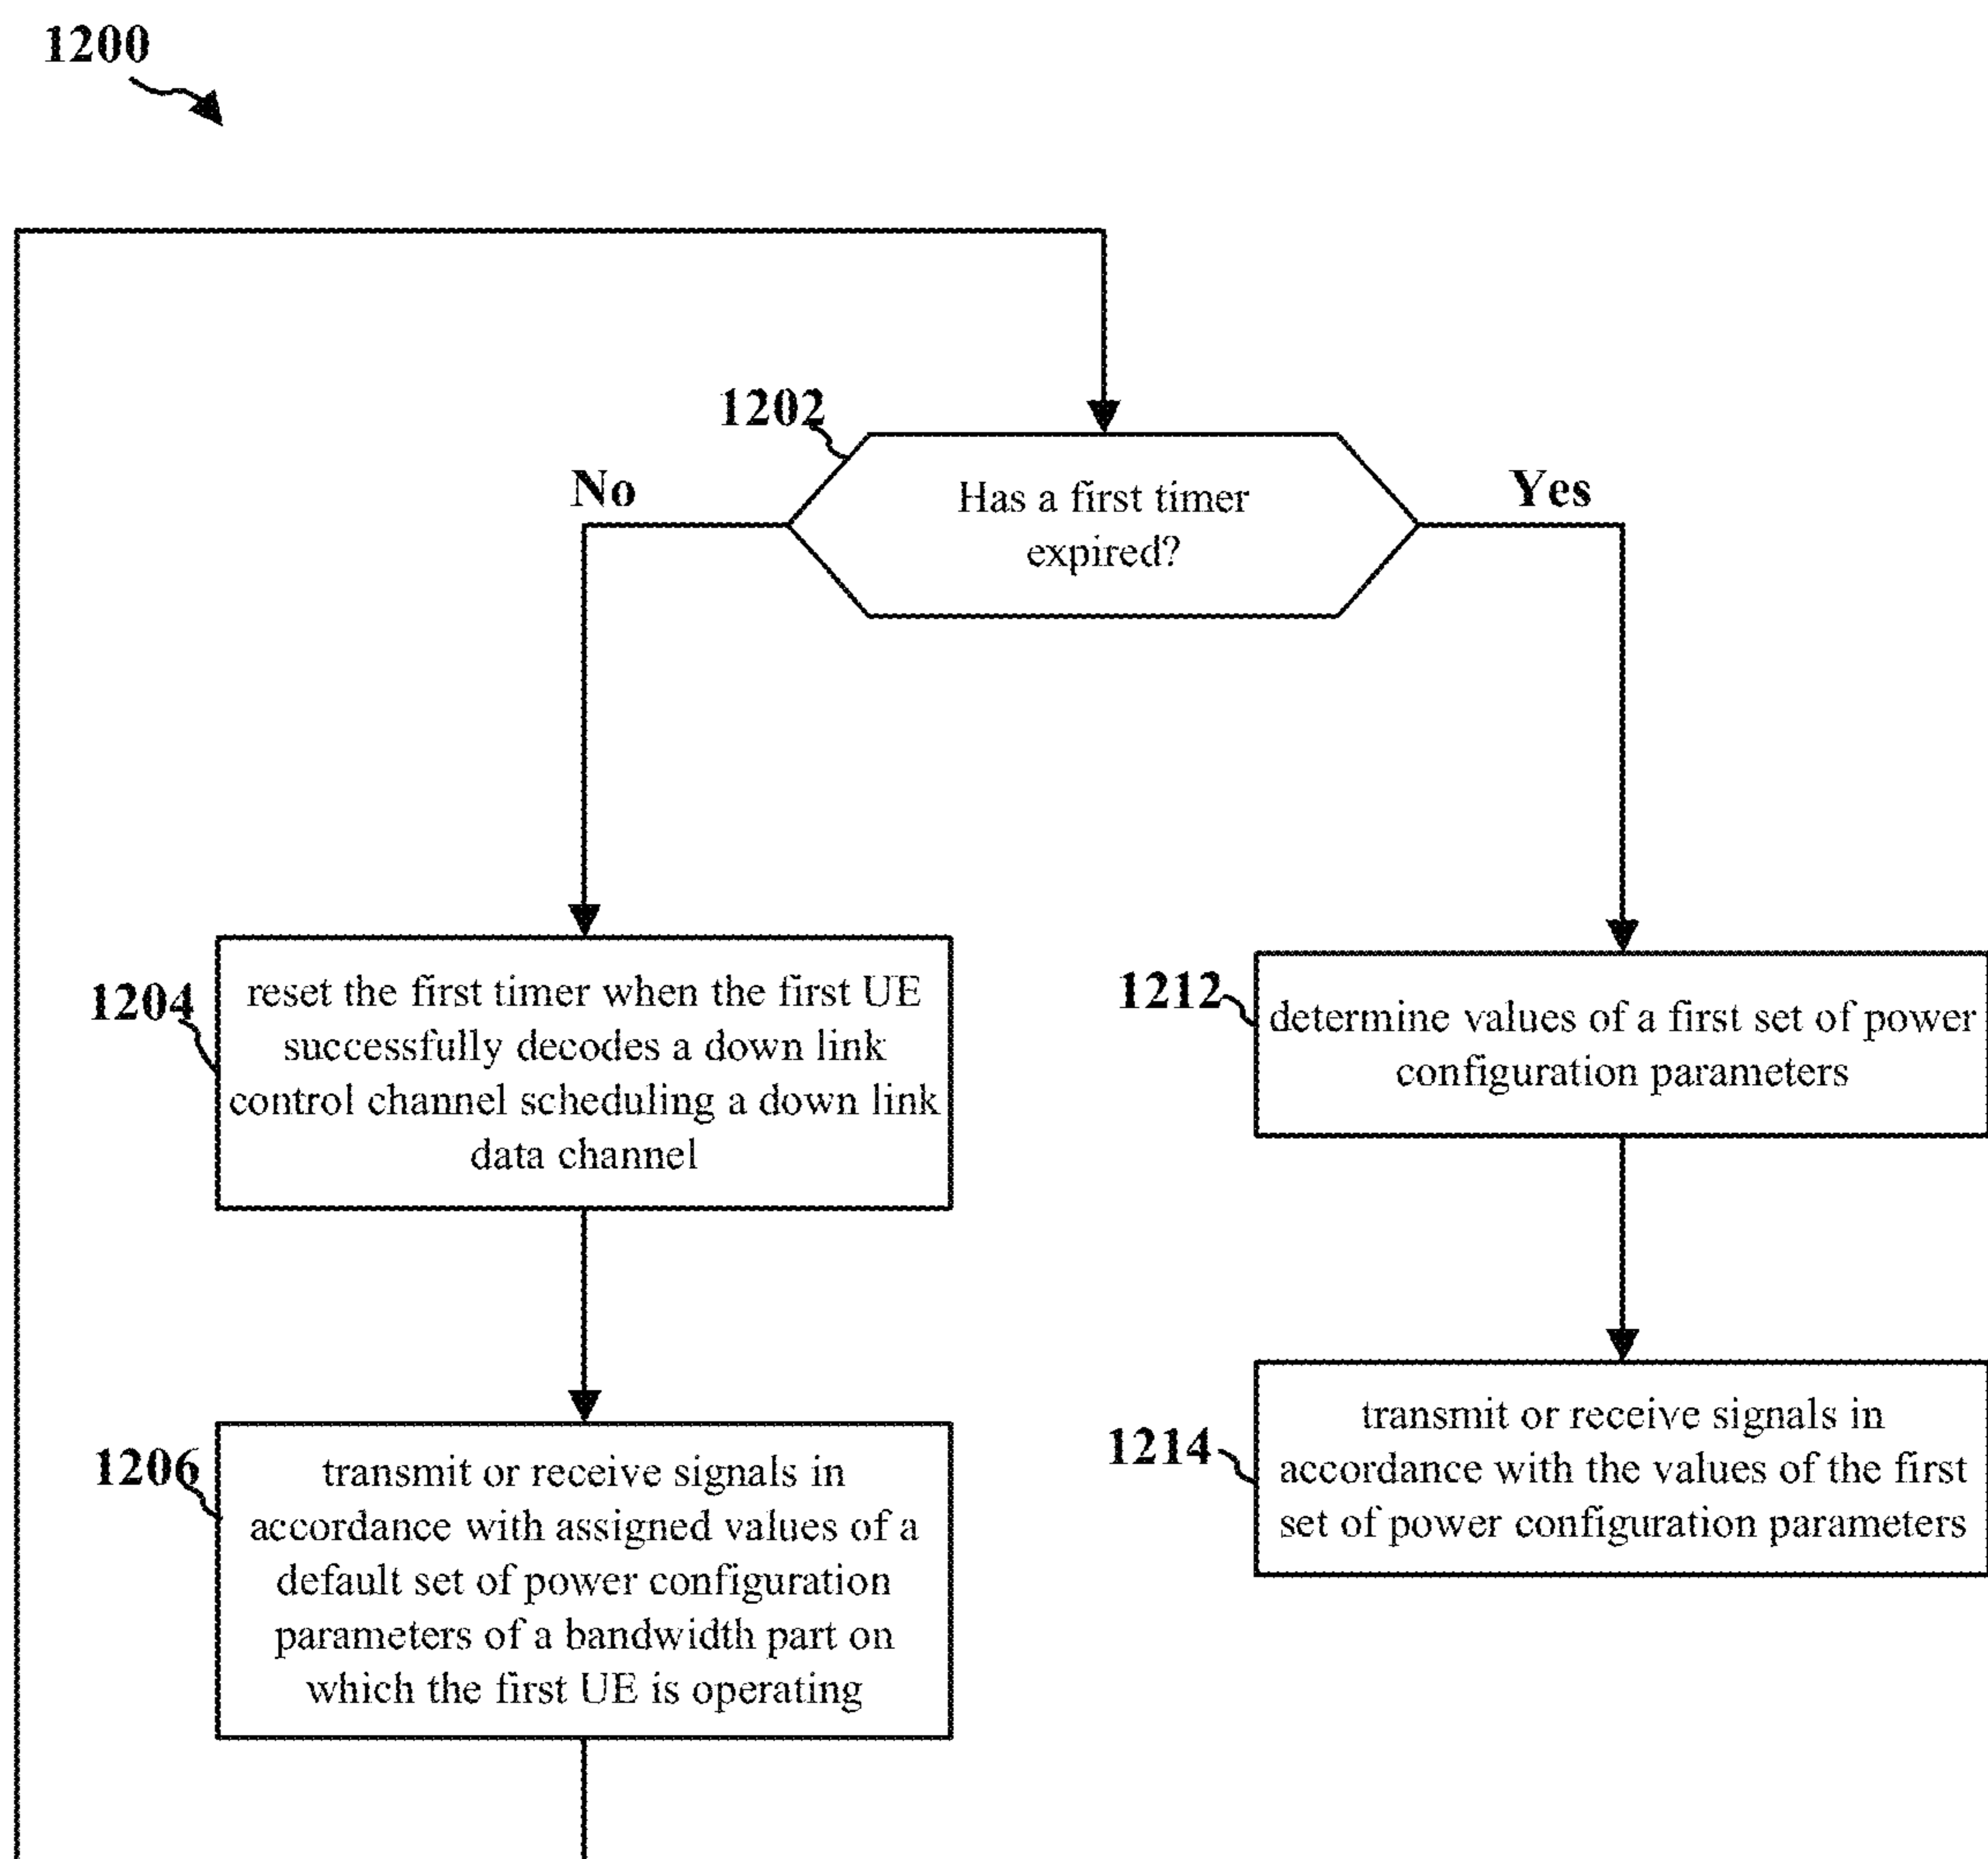 1200
1202
No
Yes
Has a first timer
expired?
1204
reset the first timer when the first UE
successfully decodes a down link
control channel scheduling a down link
data channel
1212
determine values of a first set of power
configuration parameters
1206
transmit or receive signals in
accordance with assigned values of a
default set of power configuration
parameters of a bandwidth part on
which the first UE is operating
1214
transmit or receive signals in
accordance with the values of the first
set of power configuration parameters